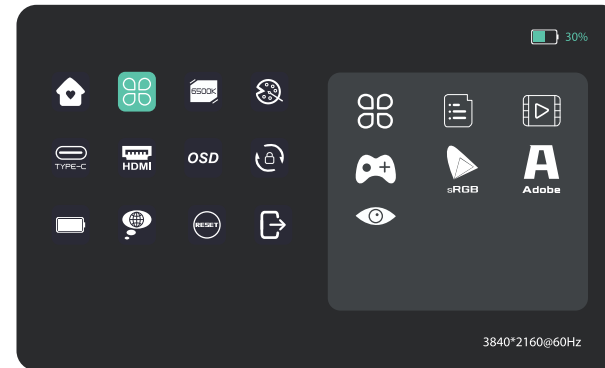 30%
6500K
TYPE-C
HDMI
OSD
sRGB
Adobe
RESET
3840*2160@60Hz